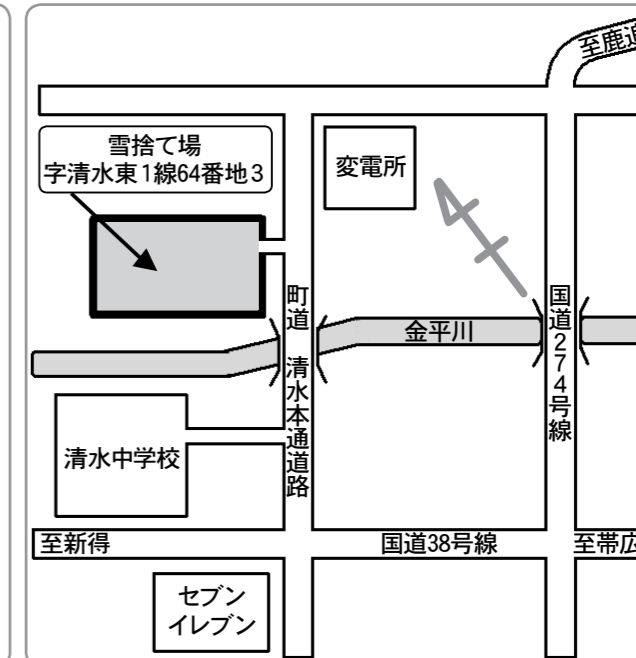 至鹿追
雪捨て場
字清水東1線64番地3
変電所
町道 清水本通道路
国道274号線
金平川
清水中学校
至新得
国道38号線
至帯広
セブン
イレブン